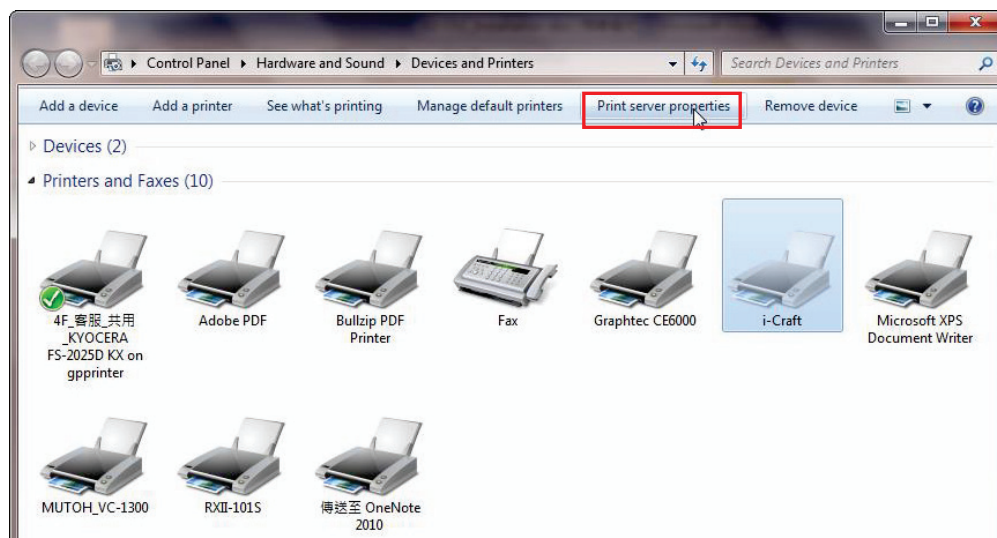 Control Panel Hardware and Sound Devices and Printers Search Devices and Printers
Add a device Add a printer See what's printing Manage default printers Print server properties Remove device
Devices (2)
Printers and Faxes (10)
4F_客服_共用
_KYOCERA
FS-2025D KX on
gpprinter
Adobe PDF
Bullzip PDF
Printer
Fax
Graphtec CE6000
i-Craft
Microsoft XPS
Document Writer
MUTOH_VC-1300
RXII-101S
傳送至 OneNote
2010